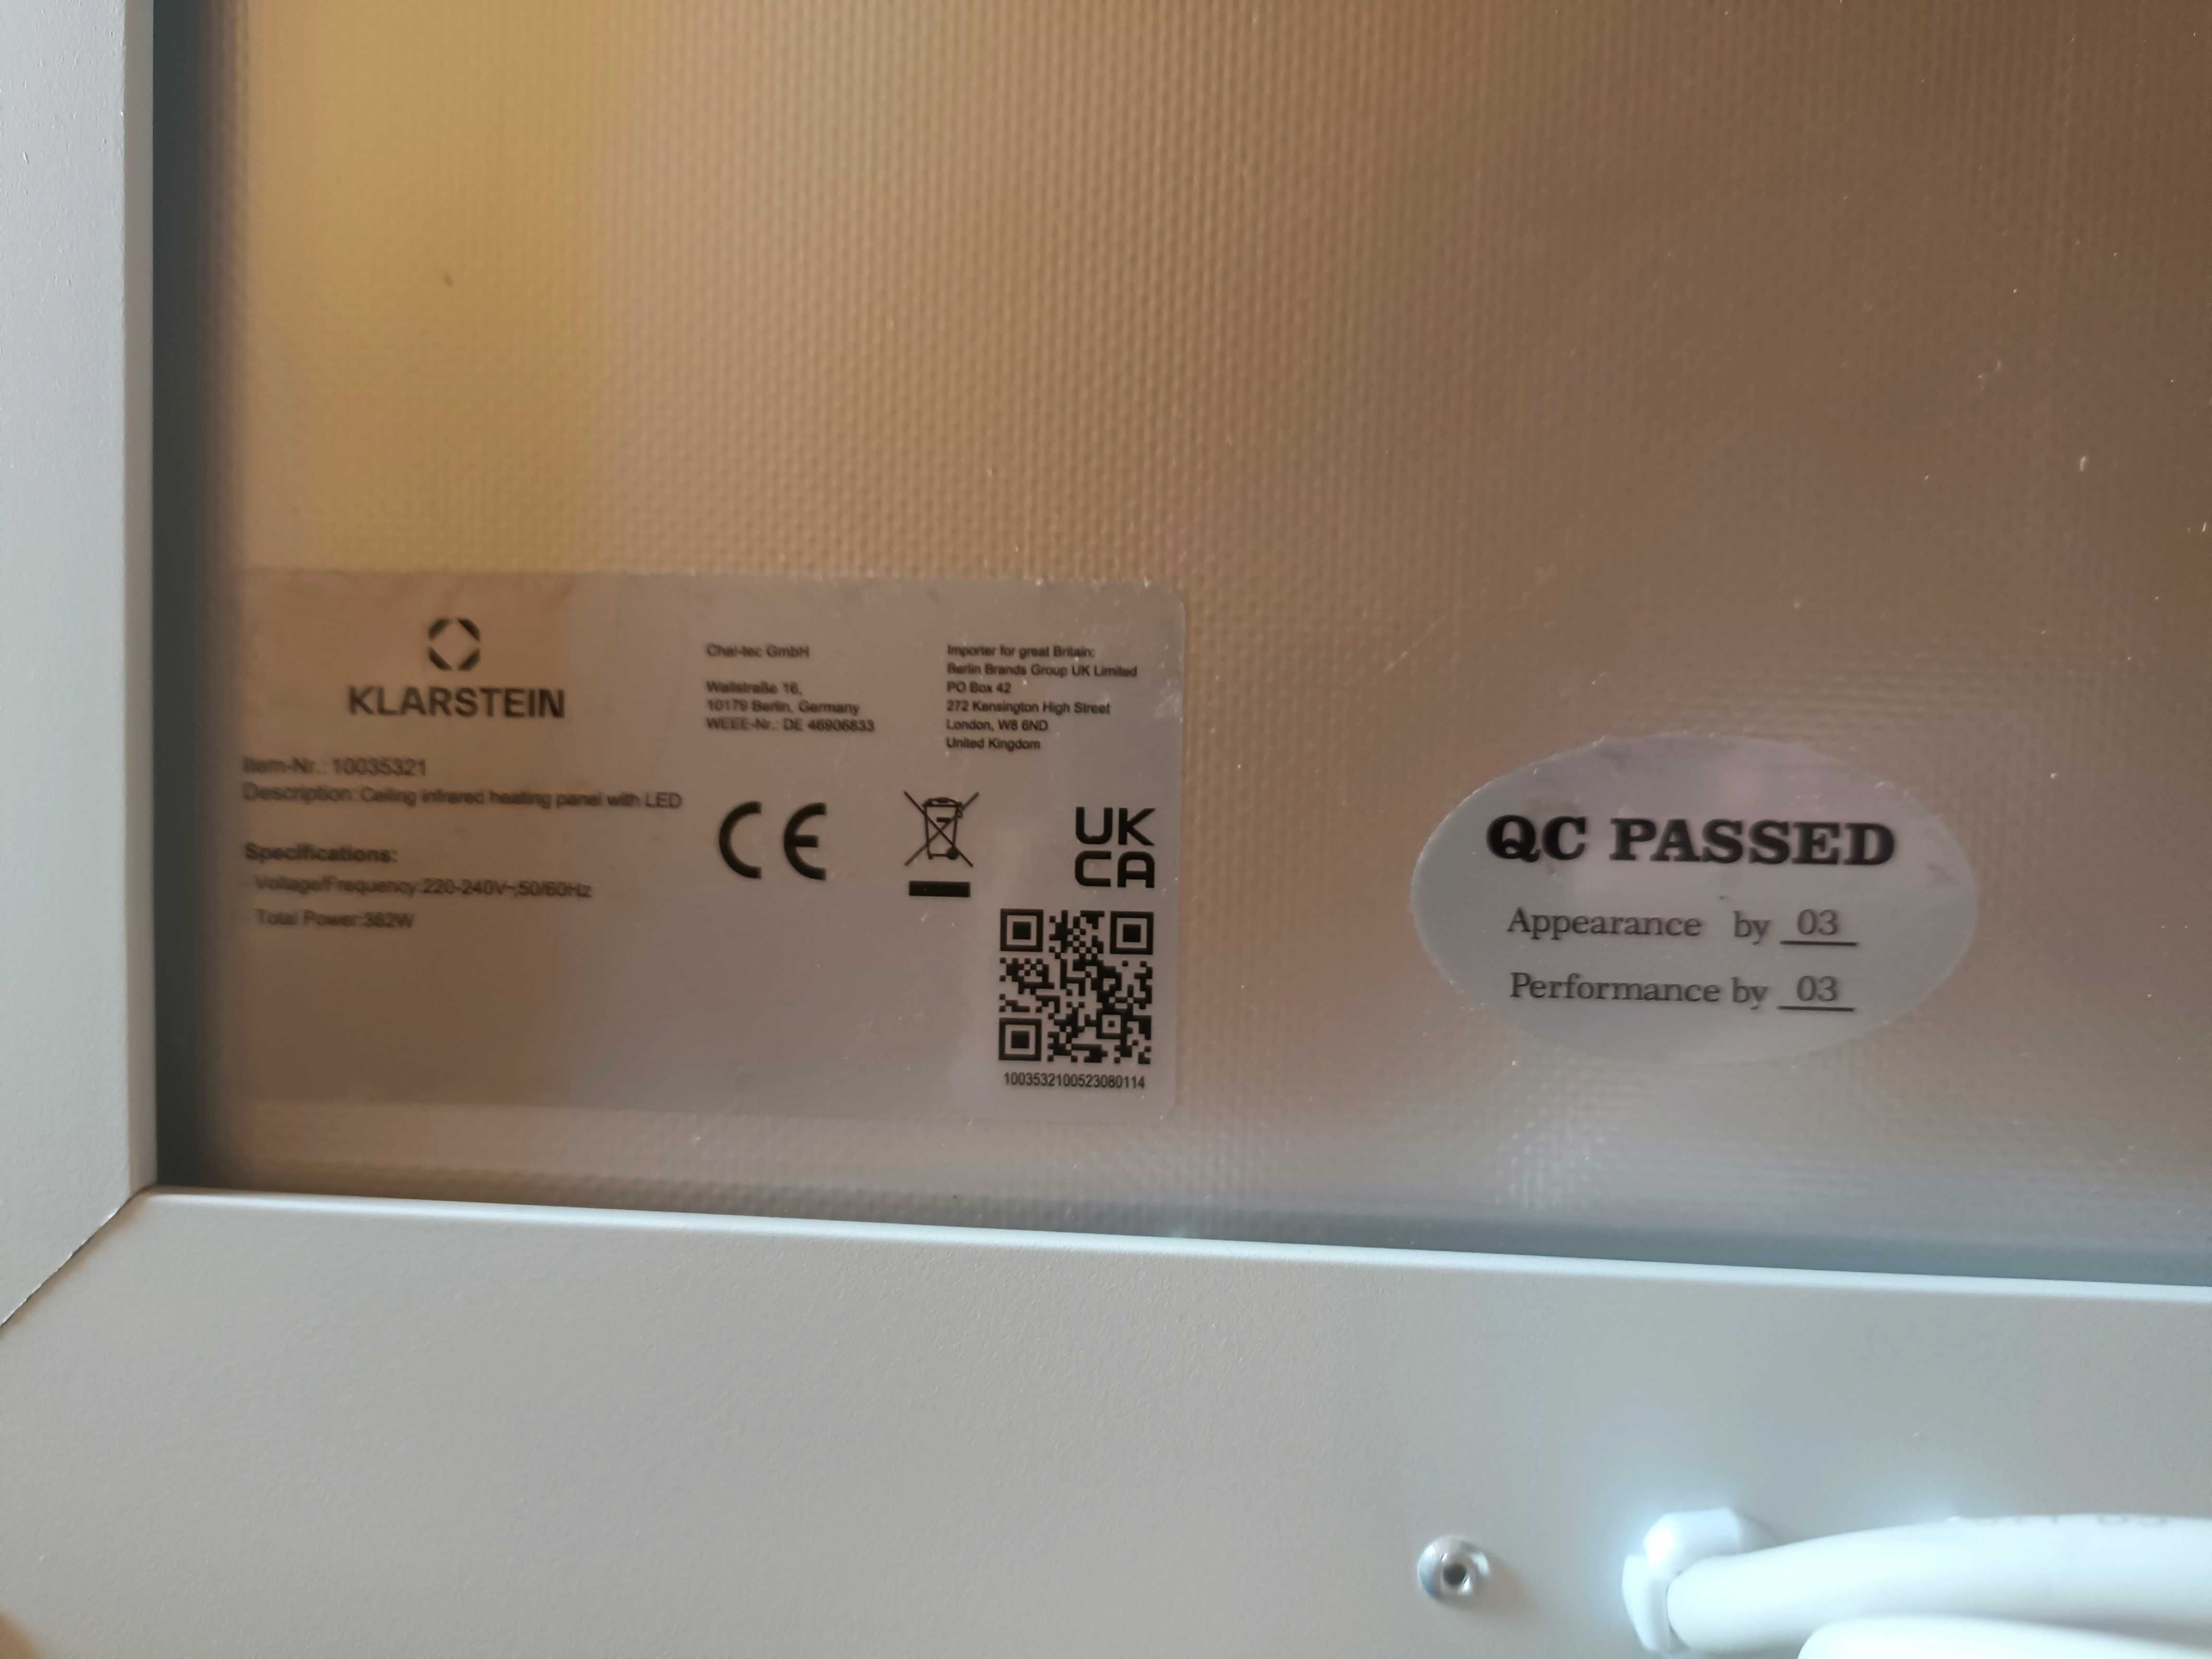 KLARSTEIN
Item-Nr.: 10035321
Description:Ceiling infrared heating panel with LED
Specifications:
Voltage/Frequency:220-240V~;50/60Hz
Total Power:382W
Chal-tec GmbH
Wallstraße 16,
10179 Berlin, Germany
WEEE-Nr.: DE 46906833
Importer for great Britain:
Berlin Brands Group UK Limited
PO Box 42
272 Kensington High Street
London, W8 6ND
United Kingdom
CE
UK
CA
1003532100523080114
QC PASSED
Appearance by 03
Performance by 03